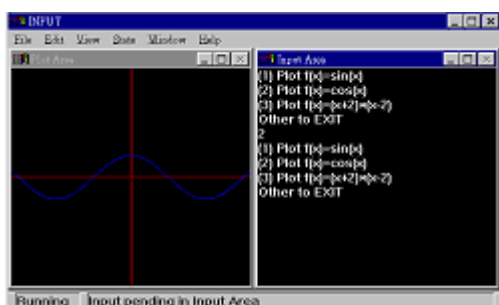 INPUT
File Edit View State Window Help
Plot Area
Input Area
(1) Plot f(x)=sin(x)
(2) Plot f(x)=cos(x)
(3) Plot f(x)=(x+2)*(x-2)
Other to EXIT
2
(1) Plot f(x)=sin(x)
(2) Plot f(x)=cos(x)
(3) Plot f(x)=(x+2)*(x-2)
Other to EXIT
Running Input pending in Input Area